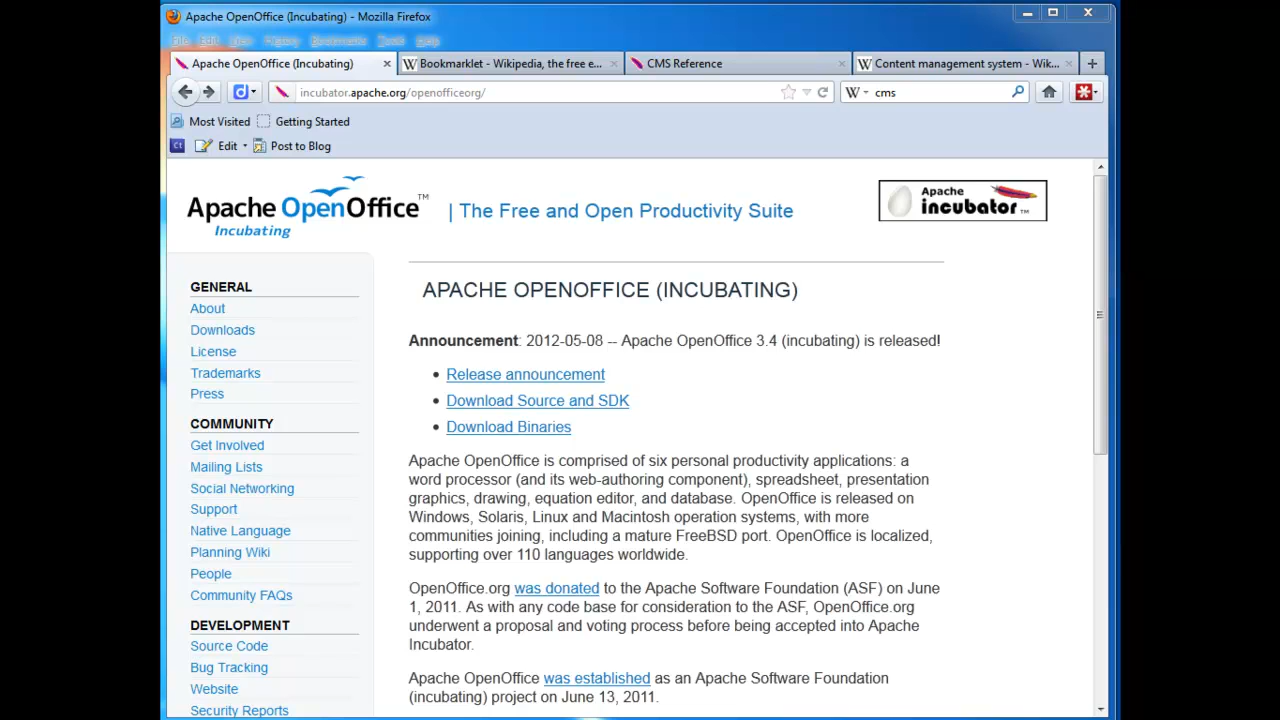 Apache OpenOffice (Incubating) - Mozilla Firefox
File Edit View History Bookmarks Tools Help
Apache OpenOffice (Incubating) × W Bookmarklet - Wikipedia, the free e... × CMS Reference × W Content management system - Wik... × +
incubator.apache.org/openofficeorg/ W cms
Most Visited Getting Started
Ct Edit Post to Blog
Apache OpenOffice™ | The Free and Open Productivity Suite
Incubating
Apache
incubator™
GENERAL
About
Downloads
License
Trademarks
Press
COMMUNITY
Get Involved
Mailing Lists
Social Networking
Support
Native Language
Planning Wiki
People
Community FAQs
DEVELOPMENT
Source Code
Bug Tracking
Website
Security Reports
APACHE OPENOFFICE (INCUBATING)
Announcement: 2012-05-08 -- Apache OpenOffice 3.4 (incubating) is released!
• Release announcement
• Download Source and SDK
• Download Binaries
Apache OpenOffice is comprised of six personal productivity applications: a
word processor (and its web-authoring component), spreadsheet, presentation
graphics, drawing, equation editor, and database. OpenOffice is released on
Windows, Solaris, Linux and Macintosh operation systems, with more
communities joining, including a mature FreeBSD port. OpenOffice is localized,
supporting over 110 languages worldwide.
OpenOffice.org was donated to the Apache Software Foundation (ASF) on June
1, 2011. As with any code base for consideration to the ASF, OpenOffice.org
underwent a proposal and voting process before being accepted into Apache
Incubator.
Apache OpenOffice was established as an Apache Software Foundation
(incubating) project on June 13, 2011.